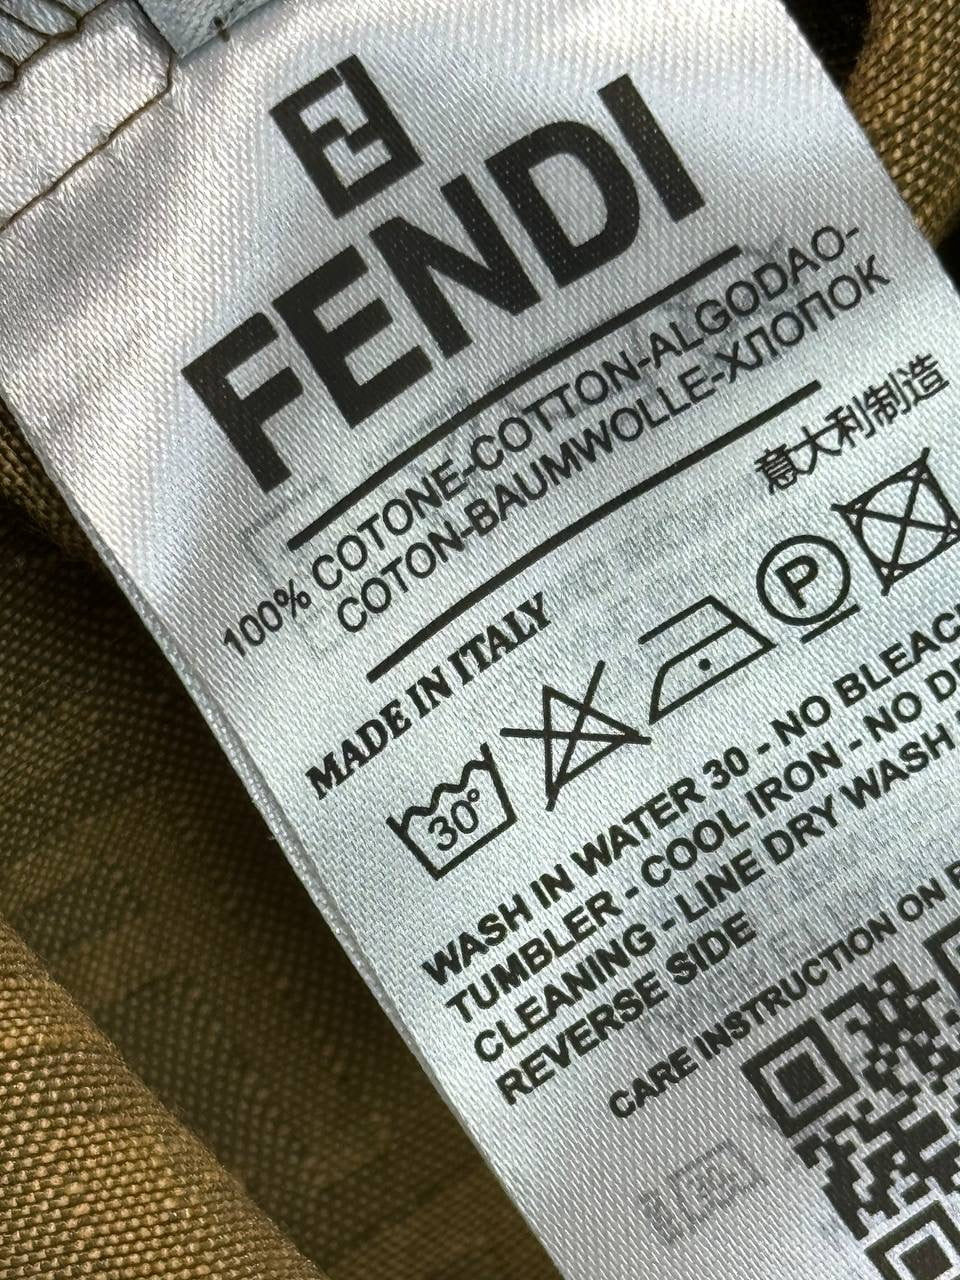 FENDI
100% COTONE-COTTON-ALGODAO-
COTON-BAUMWOLLE-ХЛОПОК
意大利制造
MADE IN ITALY
30°
P
WASH IN WATER 30 - NO BLEACH
TUMBLER - COOL IRON - NO
CLEANING - LINE DRY WASH
REVERSE SIDE
CARE INSTRUCTION ON